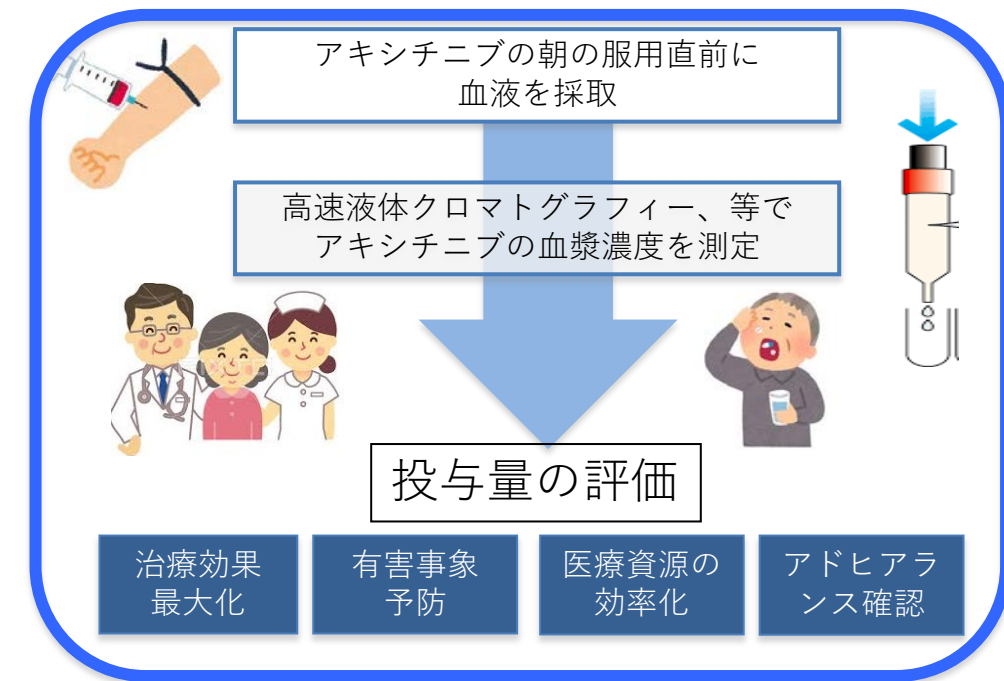 アキシチニブの朝の服用直前に
血液を採取
高速液体クロマトグラフィー、等で
アキシチニブの血漿濃度を測定
投与量の評価
治療効果
最大化
有害事象
予防
医療資源の
効率化
アドヒアラ
ンス確認